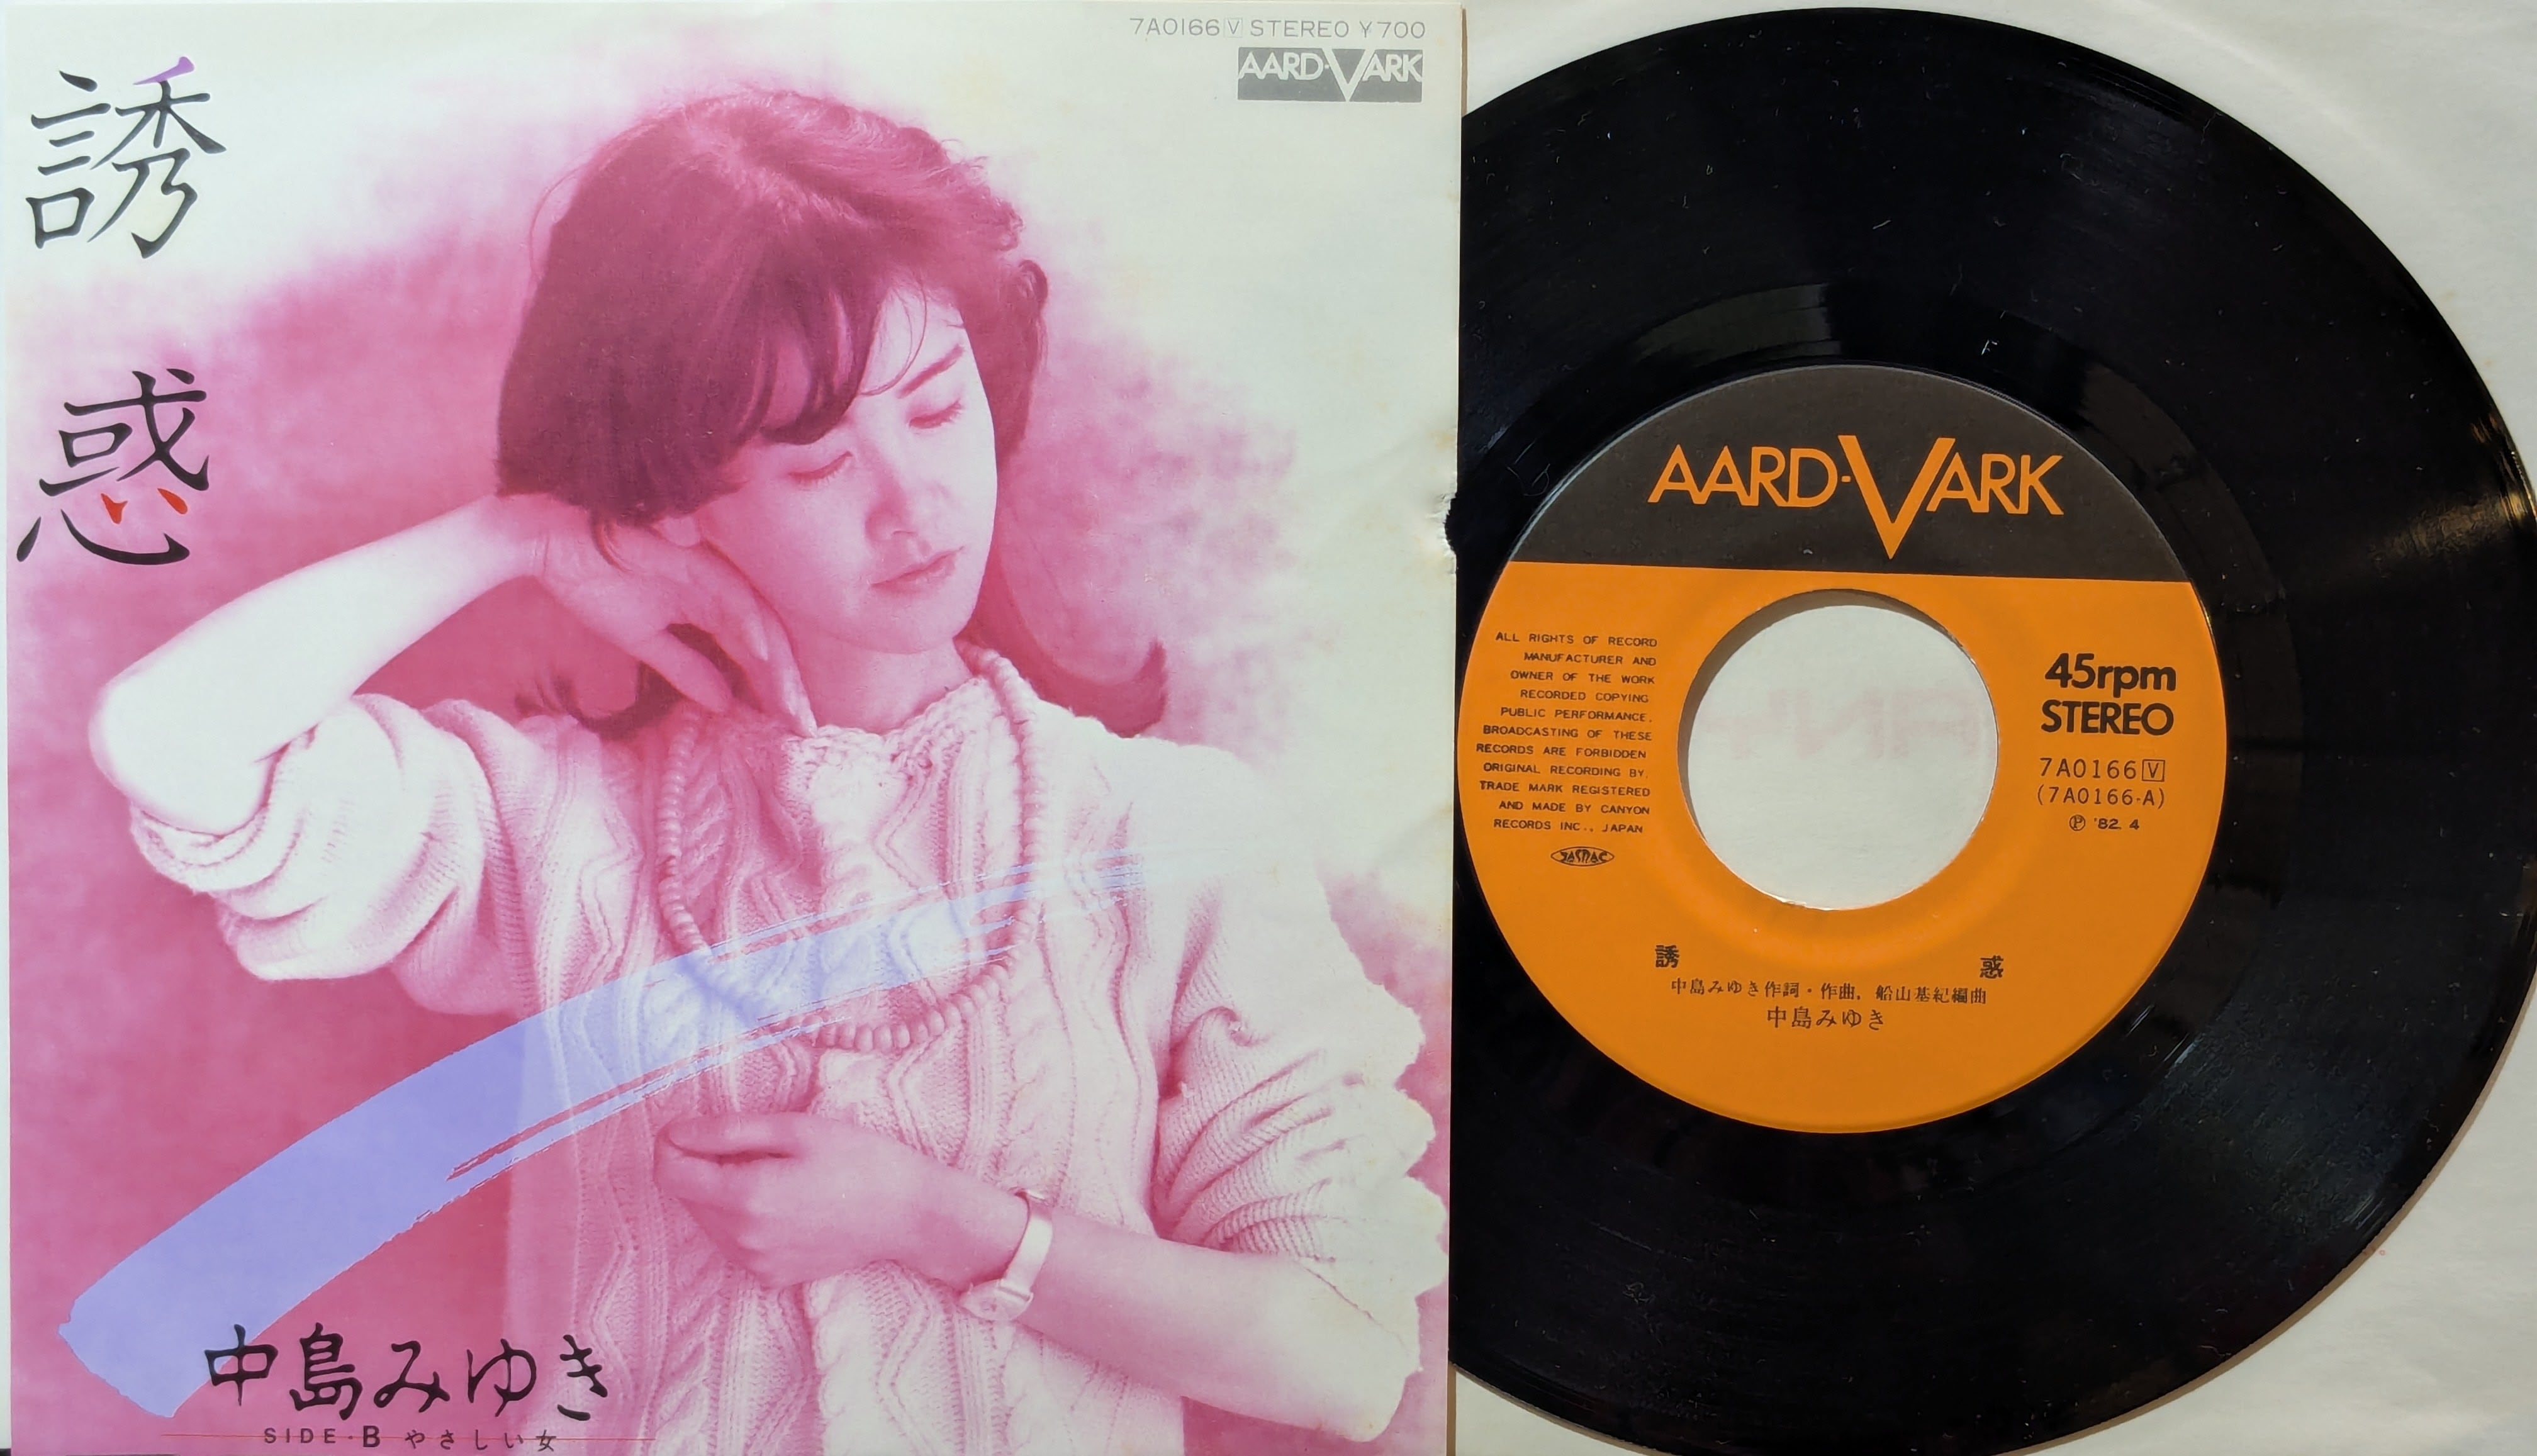 7A0166 V STEREO ¥700
AARD-VARK
誘惑
中島みゆき
SIDE・B やさしい女
AARD-VARK
ALL RIGHTS OF RECORD
MANUFACTURER AND
OWNER OF THE WORK
RECORDED COPYING,
PUBLIC PERFORMANCE,
BROADCASTING OF THESE
RECORDS ARE FORBIDDEN
ORIGINAL RECORDING BY,
TRADE MARK REGISTERED
AND MADE BY CANYON
RECORDS INC., JAPAN
JASRAC
45rpm
STEREO
7A0166 V
(7A0166-A)
Ⓟ '82. 4
誘惑
中島みゆき作詞・作曲, 船山基紀編曲
中島みゆき